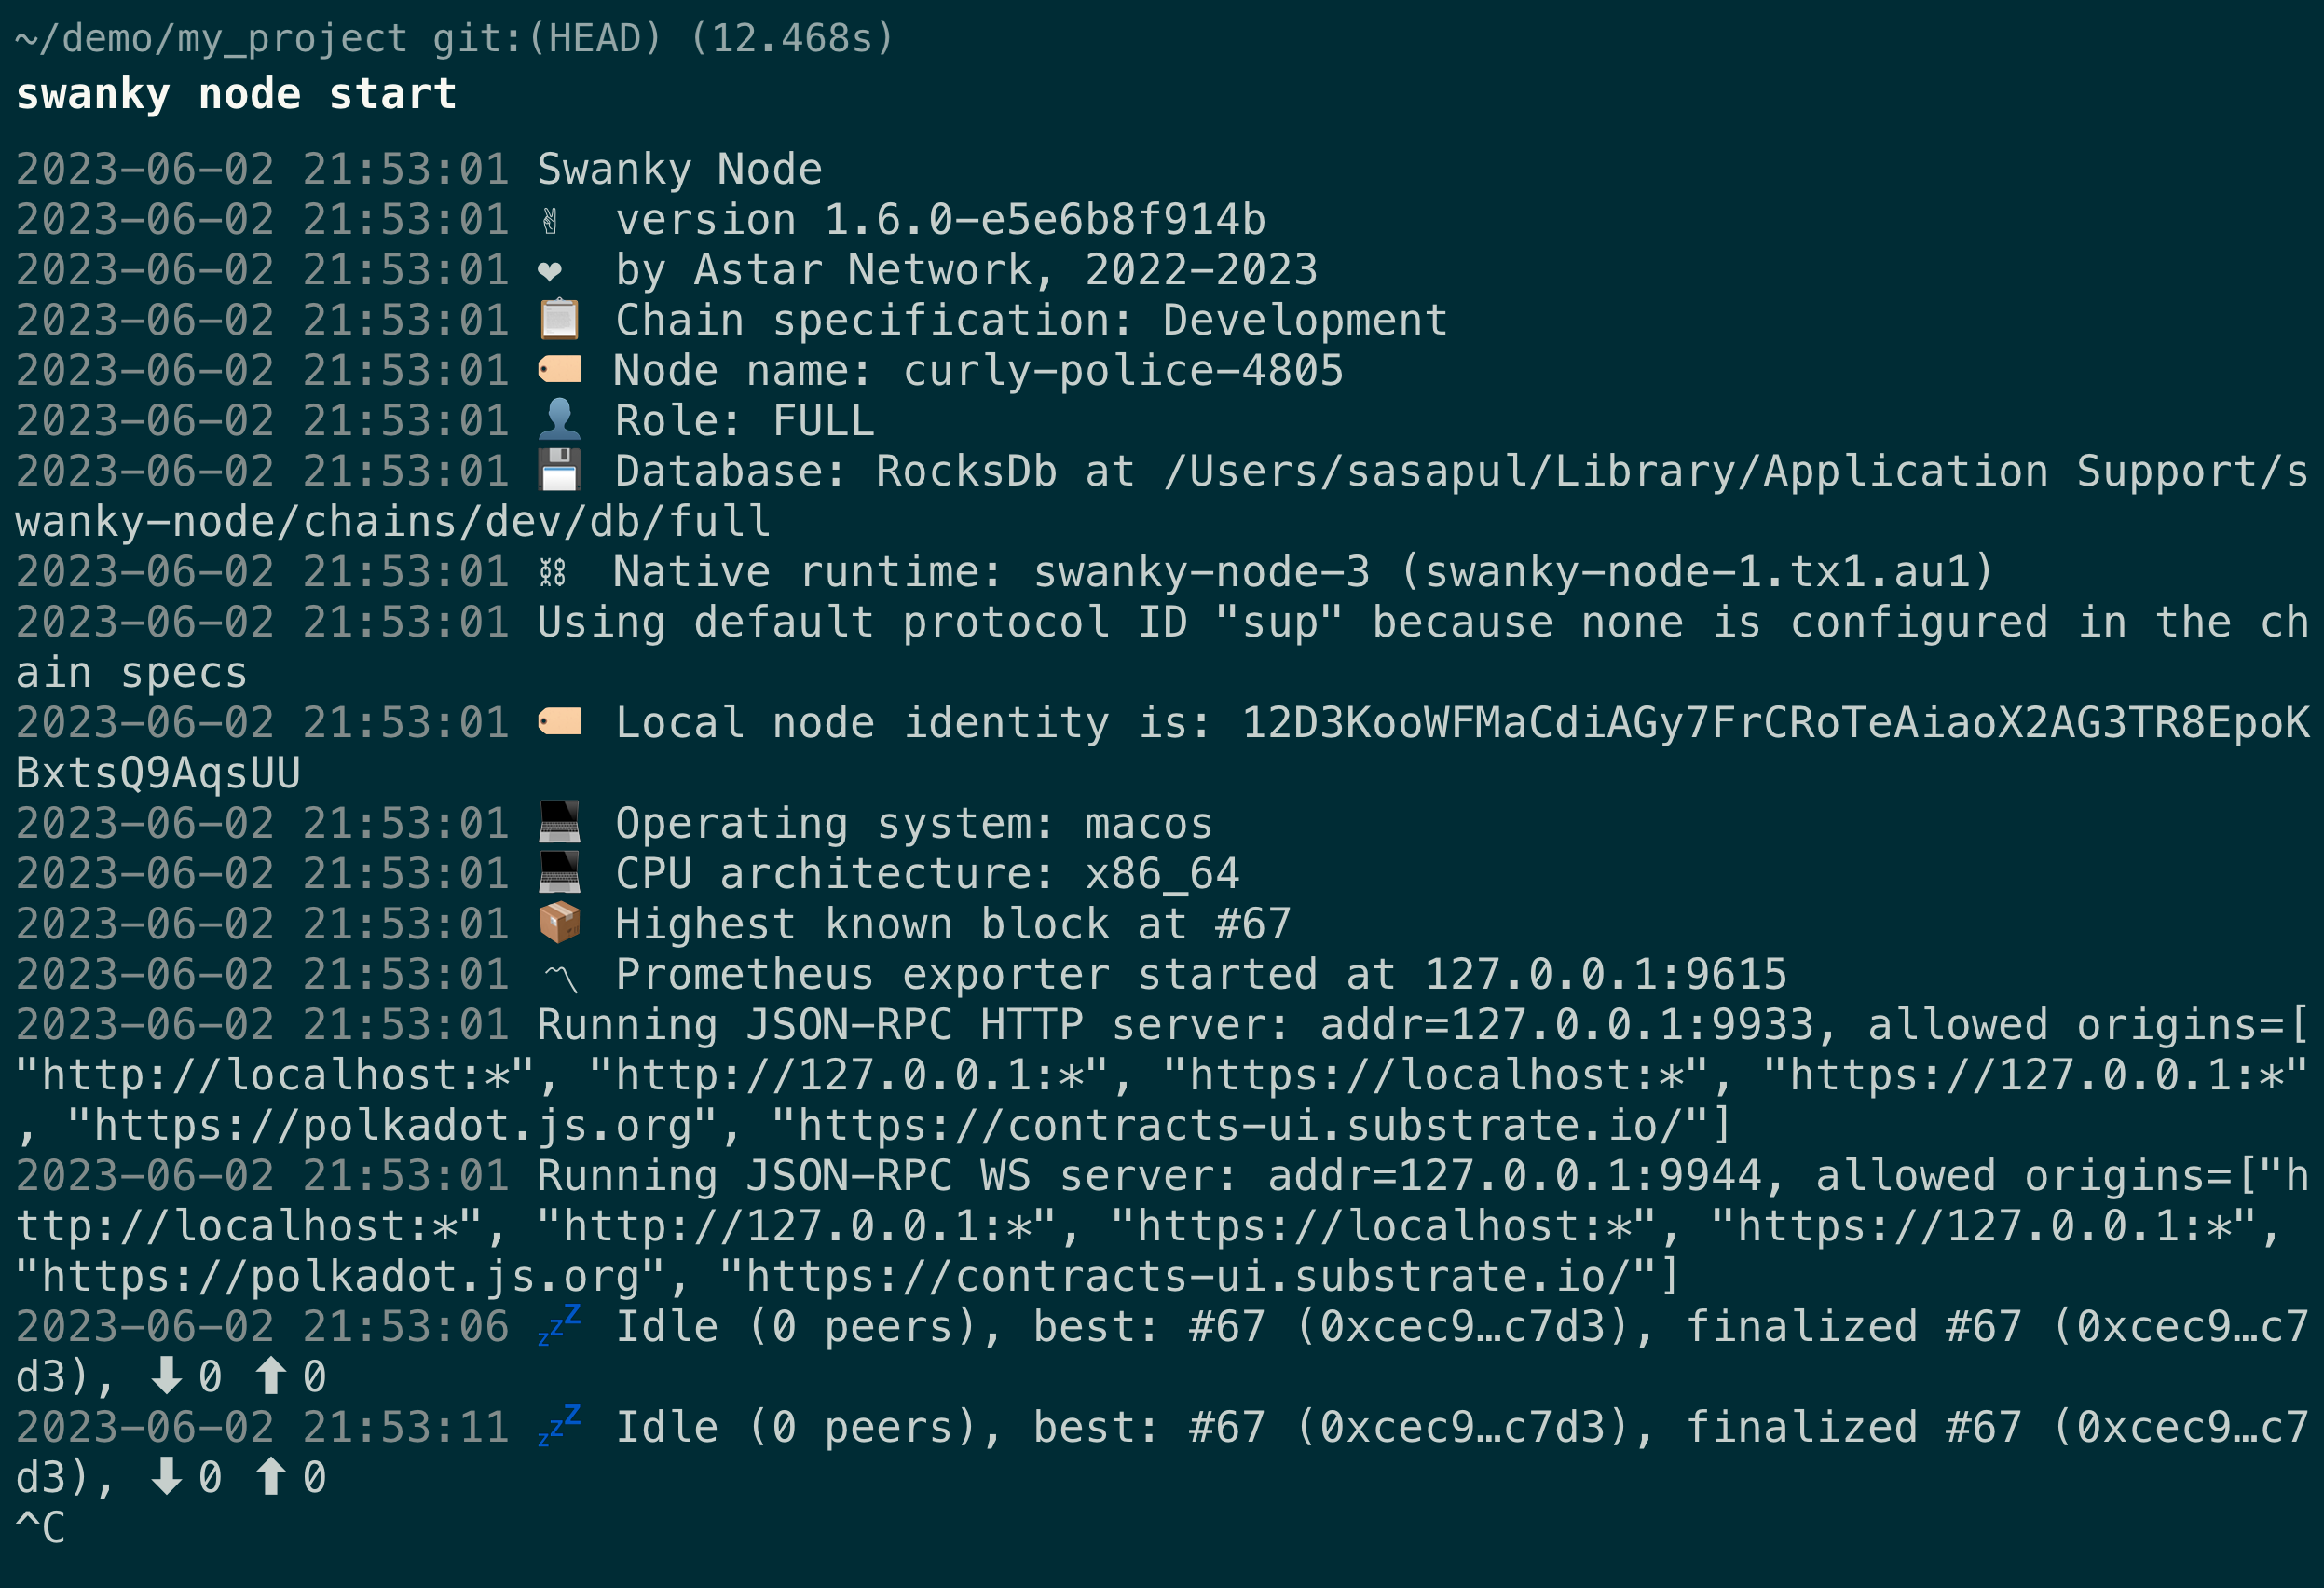 ~/demo/my_project git:(HEAD) (12.468s)
swanky node start
2023-06-02 21:53:01 Swanky Node
2023-06-02 21:53:01 ✌️  version 1.6.0-e5e6b8f914b
2023-06-02 21:53:01 ❤️  by Astar Network, 2022-2023
2023-06-02 21:53:01 📋 Chain specification: Development
2023-06-02 21:53:01 🏷 Node name: curly-police-4805
2023-06-02 21:53:01 👤 Role: FULL
2023-06-02 21:53:01 💾 Database: RocksDb at /Users/sasapul/Library/Application Support/s
wanky-node/chains/dev/db/full
2023-06-02 21:53:01 ⛓  Native runtime: swanky-node-3 (swanky-node-1.tx1.au1)
2023-06-02 21:53:01 Using default protocol ID "sup" because none is configured in the ch
ain specs
2023-06-02 21:53:01 🏷 Local node identity is: 12D3KooWFMaCdiAGy7FrCRoTeAiaoX2AG3TR8EpoK
BxtsQ9AqsUU
2023-06-02 21:53:01 💻 Operating system: macos
2023-06-02 21:53:01 💻 CPU architecture: x86_64
2023-06-02 21:53:01 📦 Highest known block at #67
2023-06-02 21:53:01 〽️ Prometheus exporter started at 127.0.0.1:9615
2023-06-02 21:53:01 Running JSON-RPC HTTP server: addr=127.0.0.1:9933, allowed origins=[
"http://localhost:*", "http://127.0.0.1:*", "https://localhost:*", "https://127.0.0.1:*"
, "https://polkadot.js.org", "https://contracts-ui.substrate.io/"]
2023-06-02 21:53:01 Running JSON-RPC WS server: addr=127.0.0.1:9944, allowed origins=["h
ttp://localhost:*", "http://127.0.0.1:*", "https://localhost:*", "https://127.0.0.1:*",
"https://polkadot.js.org", "https://contracts-ui.substrate.io/"]
2023-06-02 21:53:06 💤 Idle (0 peers), best: #67 (0xcec9…c7d3), finalized #67 (0xcec9…c7
d3), ⬇ 0 ⬆ 0
2023-06-02 21:53:11 💤 Idle (0 peers), best: #67 (0xcec9…c7d3), finalized #67 (0xcec9…c7
d3), ⬇ 0 ⬆ 0
^C